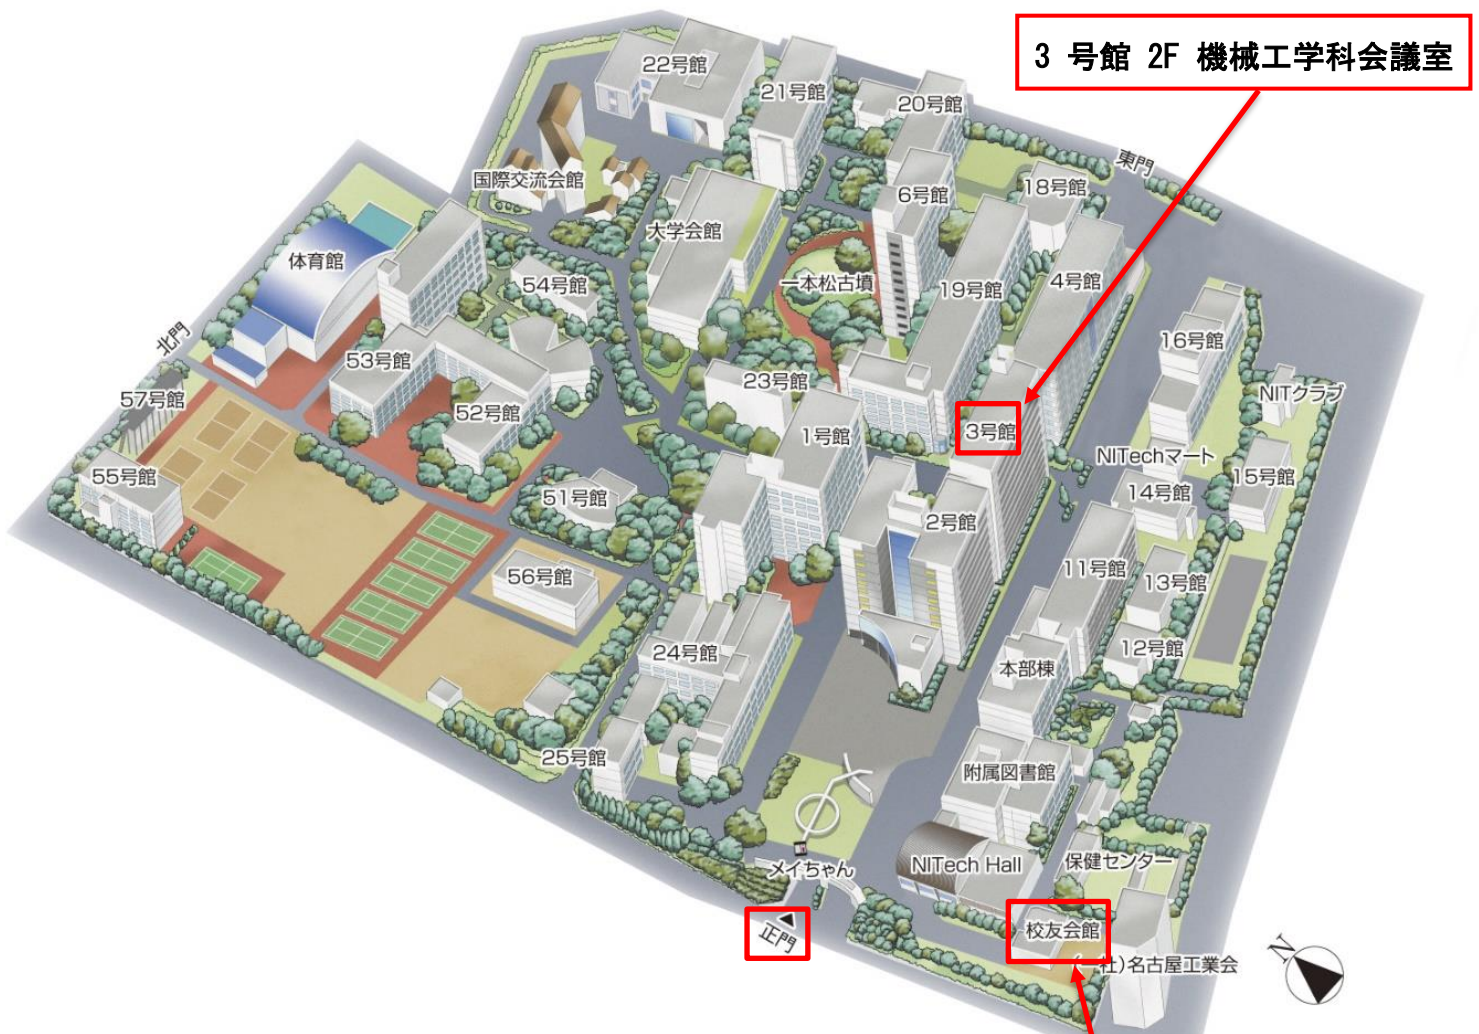 3 号館 2F 機械工学科会議室
22号館
21号館
20号館
東門
国際交流会館
6号館
18号館
大学会館
体育館
54号館
一本松古墳
19号館
4号館
北門
53号館
16号館
57号館
52号館
23号館
NITクラブ
1号館
3号館
NITechマート
55号館
51号館
14号館
15号館
2号館
56号館
11号館
13号館
24号館
本部棟
12号館
25号館
附属図書館
メイちゃん
NITech Hall
保健センター
正門
校友会館
社)名古屋工業会
N